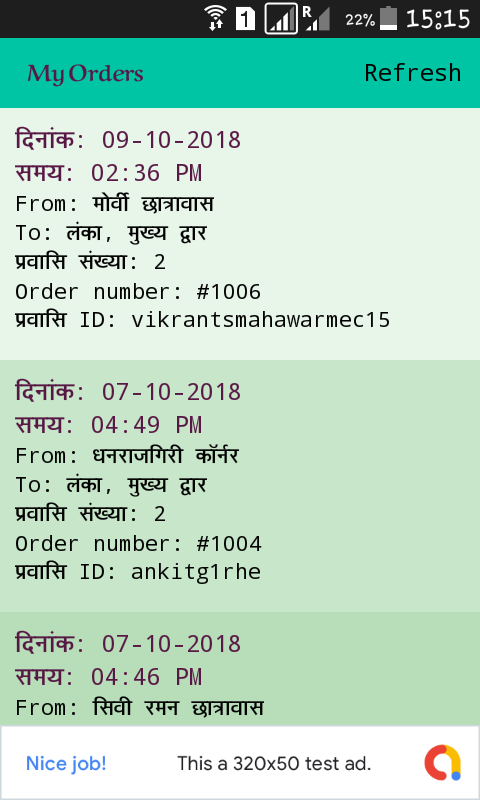 R 1 22% 15:15
My Orders Refresh
दिनांक: 09-10-2018
समय: 02:36 PM
From: मोर्वी छात्रावास
To: लंका, मुख्य द्वार
प्रवासि संख्या: 2
Order number: #1006
प्रवासि ID: vikrantsmahawarmec15
दिनांक: 07-10-2018
समय: 04:49 PM
From: धनराजगिरी कॉर्नर
To: लंका, मुख्य द्वार
प्रवासि संख्या: 2
Order number: #1004
प्रवासि ID: ankitg1rhe
दिनांक: 07-10-2018
समय: 04:46 PM
From: सिवी रमन छात्रावास
Nice job! This a 320x50 test ad.